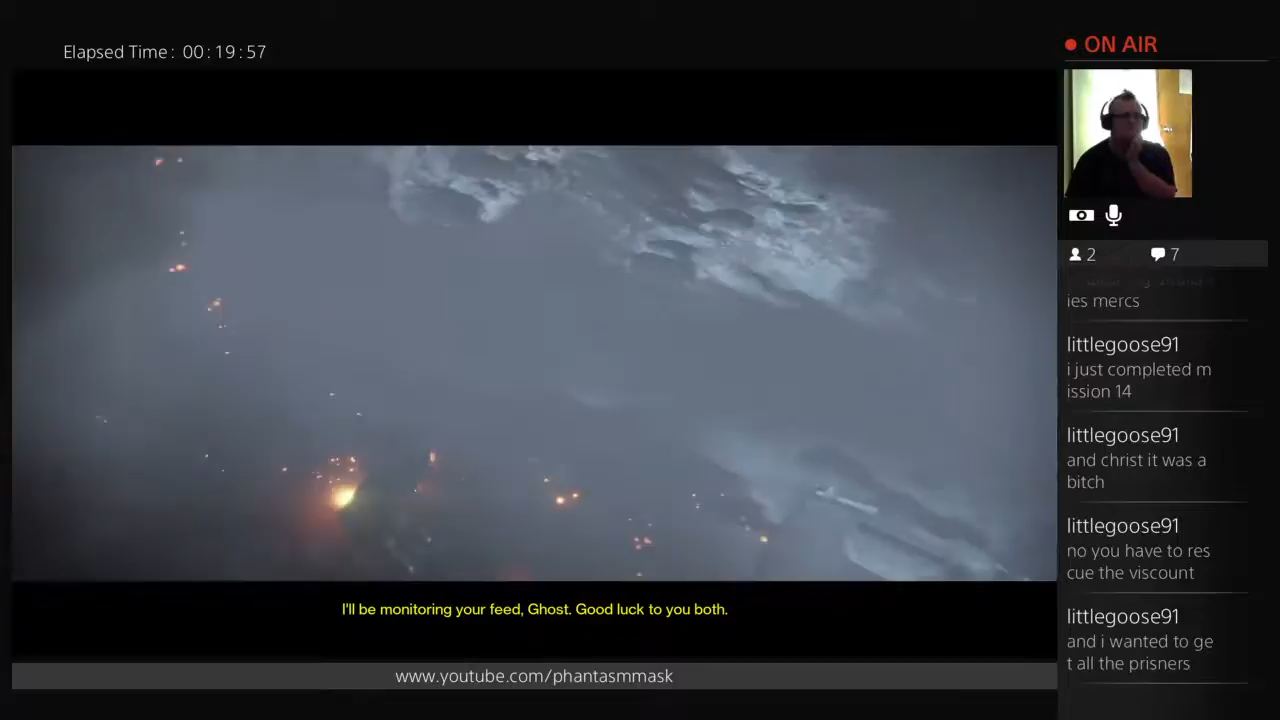 Elapsed Time: 00:19:57
ON AIR
2 7
ies mercs
littlegoose91
i just completed m
ission 14
littlegoose91
and christ it was a
bitch
littlegoose91
no you have to res
cue the viscount
littlegoose91
and i wanted to ge
t all the prisners
I'll be monitoring your feed, Ghost. Good luck to you both.
www.youtube.com/phantasmmask